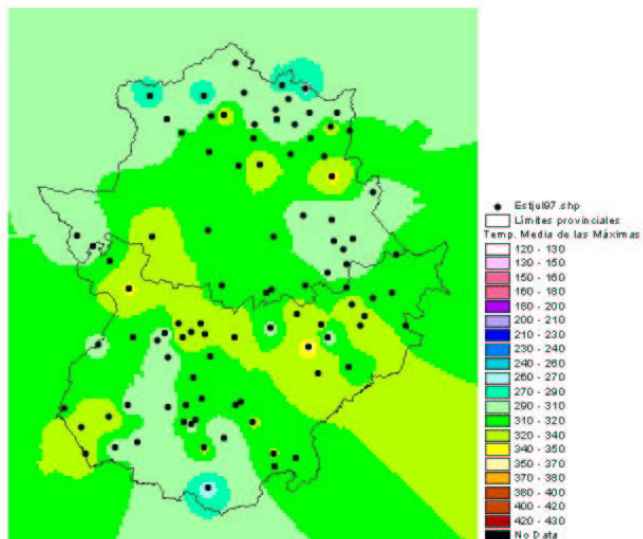 Estjul97.shp
Límites provinciales
Temp. Media de las Máximas
120 - 130
130 - 150
150 - 160
160 - 180
180 - 200
200 - 210
210 - 230
230 - 240
240 - 260
260 - 270
270 - 290
290 - 310
310 - 320
320 - 340
340 - 350
350 - 370
370 - 380
380 - 400
400 - 420
420 - 430
No Data